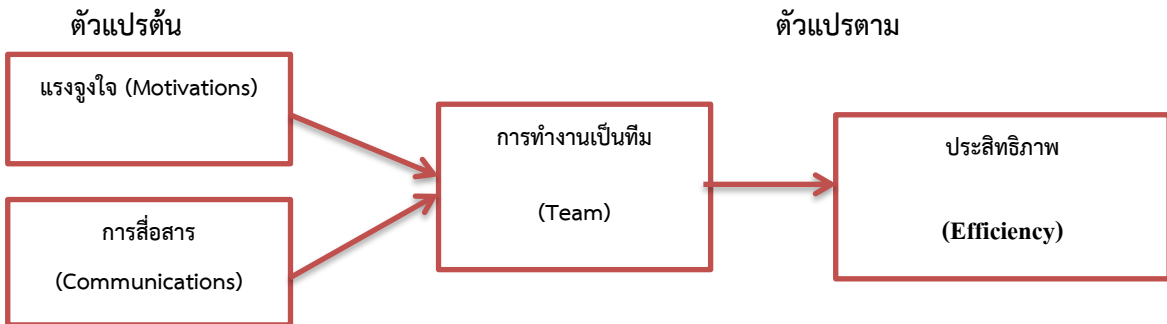 ตัวแปรต้น
ตัวแปรตาม
แรงจูงใจ (Motivations)
การสื่อสาร
(Communications)
การทำงานเป็นทีม
(Team)
ประสิทธิภาพ
(Efficiency)